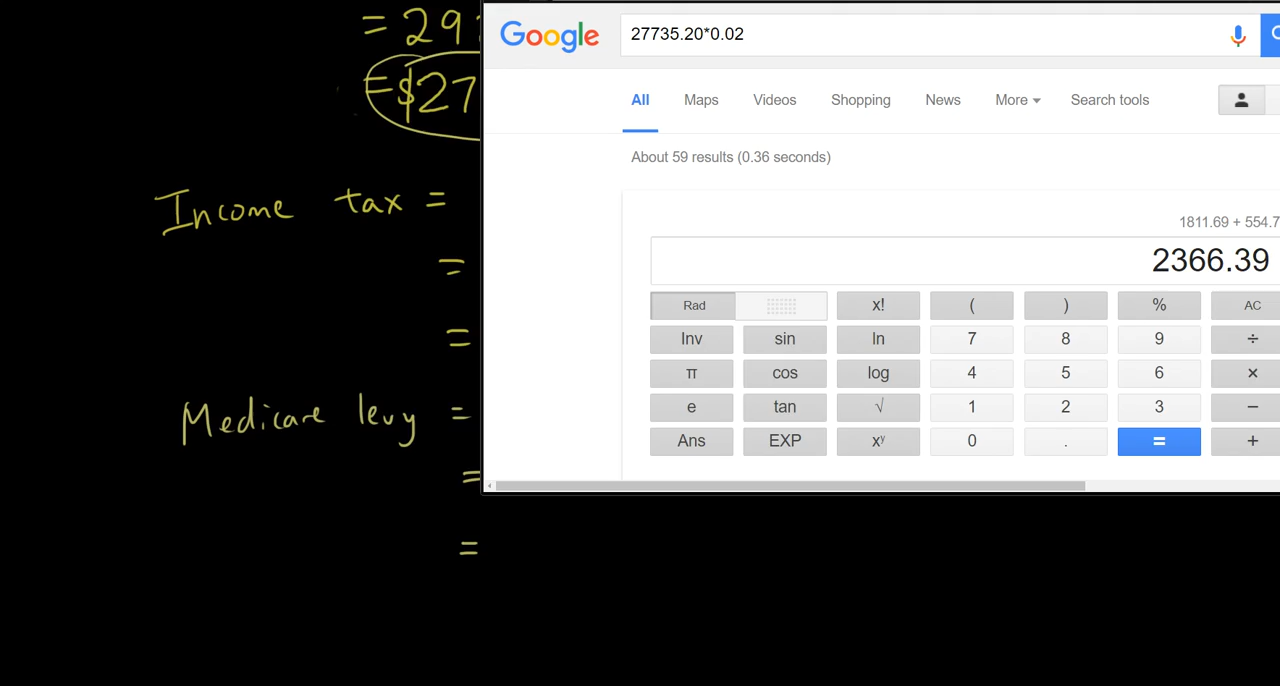 = 29
= $27
Income tax =
=
=
Medicare levy =
=
=
Google
27735.20*0.02
All Maps Videos Shopping News More Search tools
About 59 results (0.36 seconds)
1811.69 + 554.7
2366.39
Rad x! ( ) % AC
Inv sin ln 7 8 9 ÷
π cos log 4 5 6 ×
e tan √ 1 2 3 −
Ans EXP xʸ 0 . = +